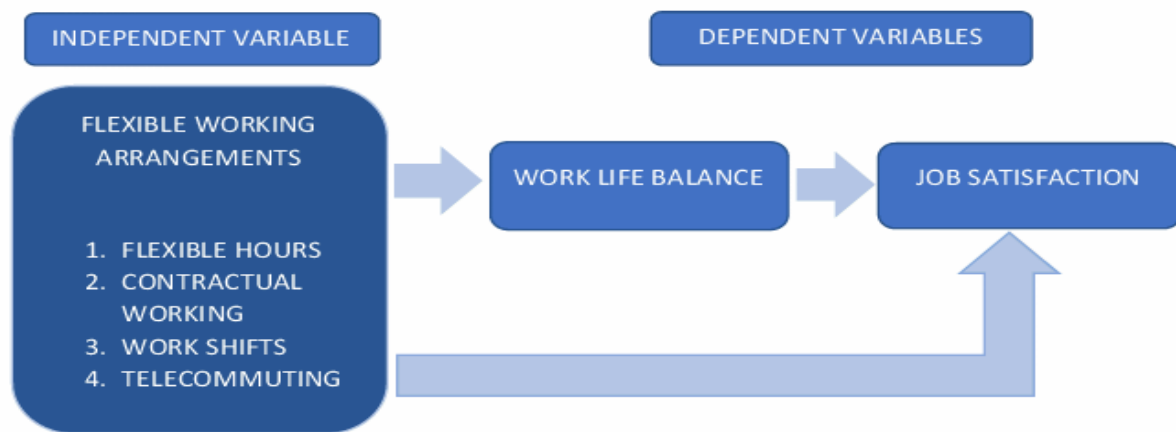 INDEPENDENT VARIABLE
DEPENDENT VARIABLES
FLEXIBLE WORKING
ARRANGEMENTS
1. FLEXIBLE HOURS
2. CONTRACTUAL
WORKING
3. WORK SHIFTS
4. TELECOMMUTING
WORK LIFE BALANCE
JOB SATISFACTION